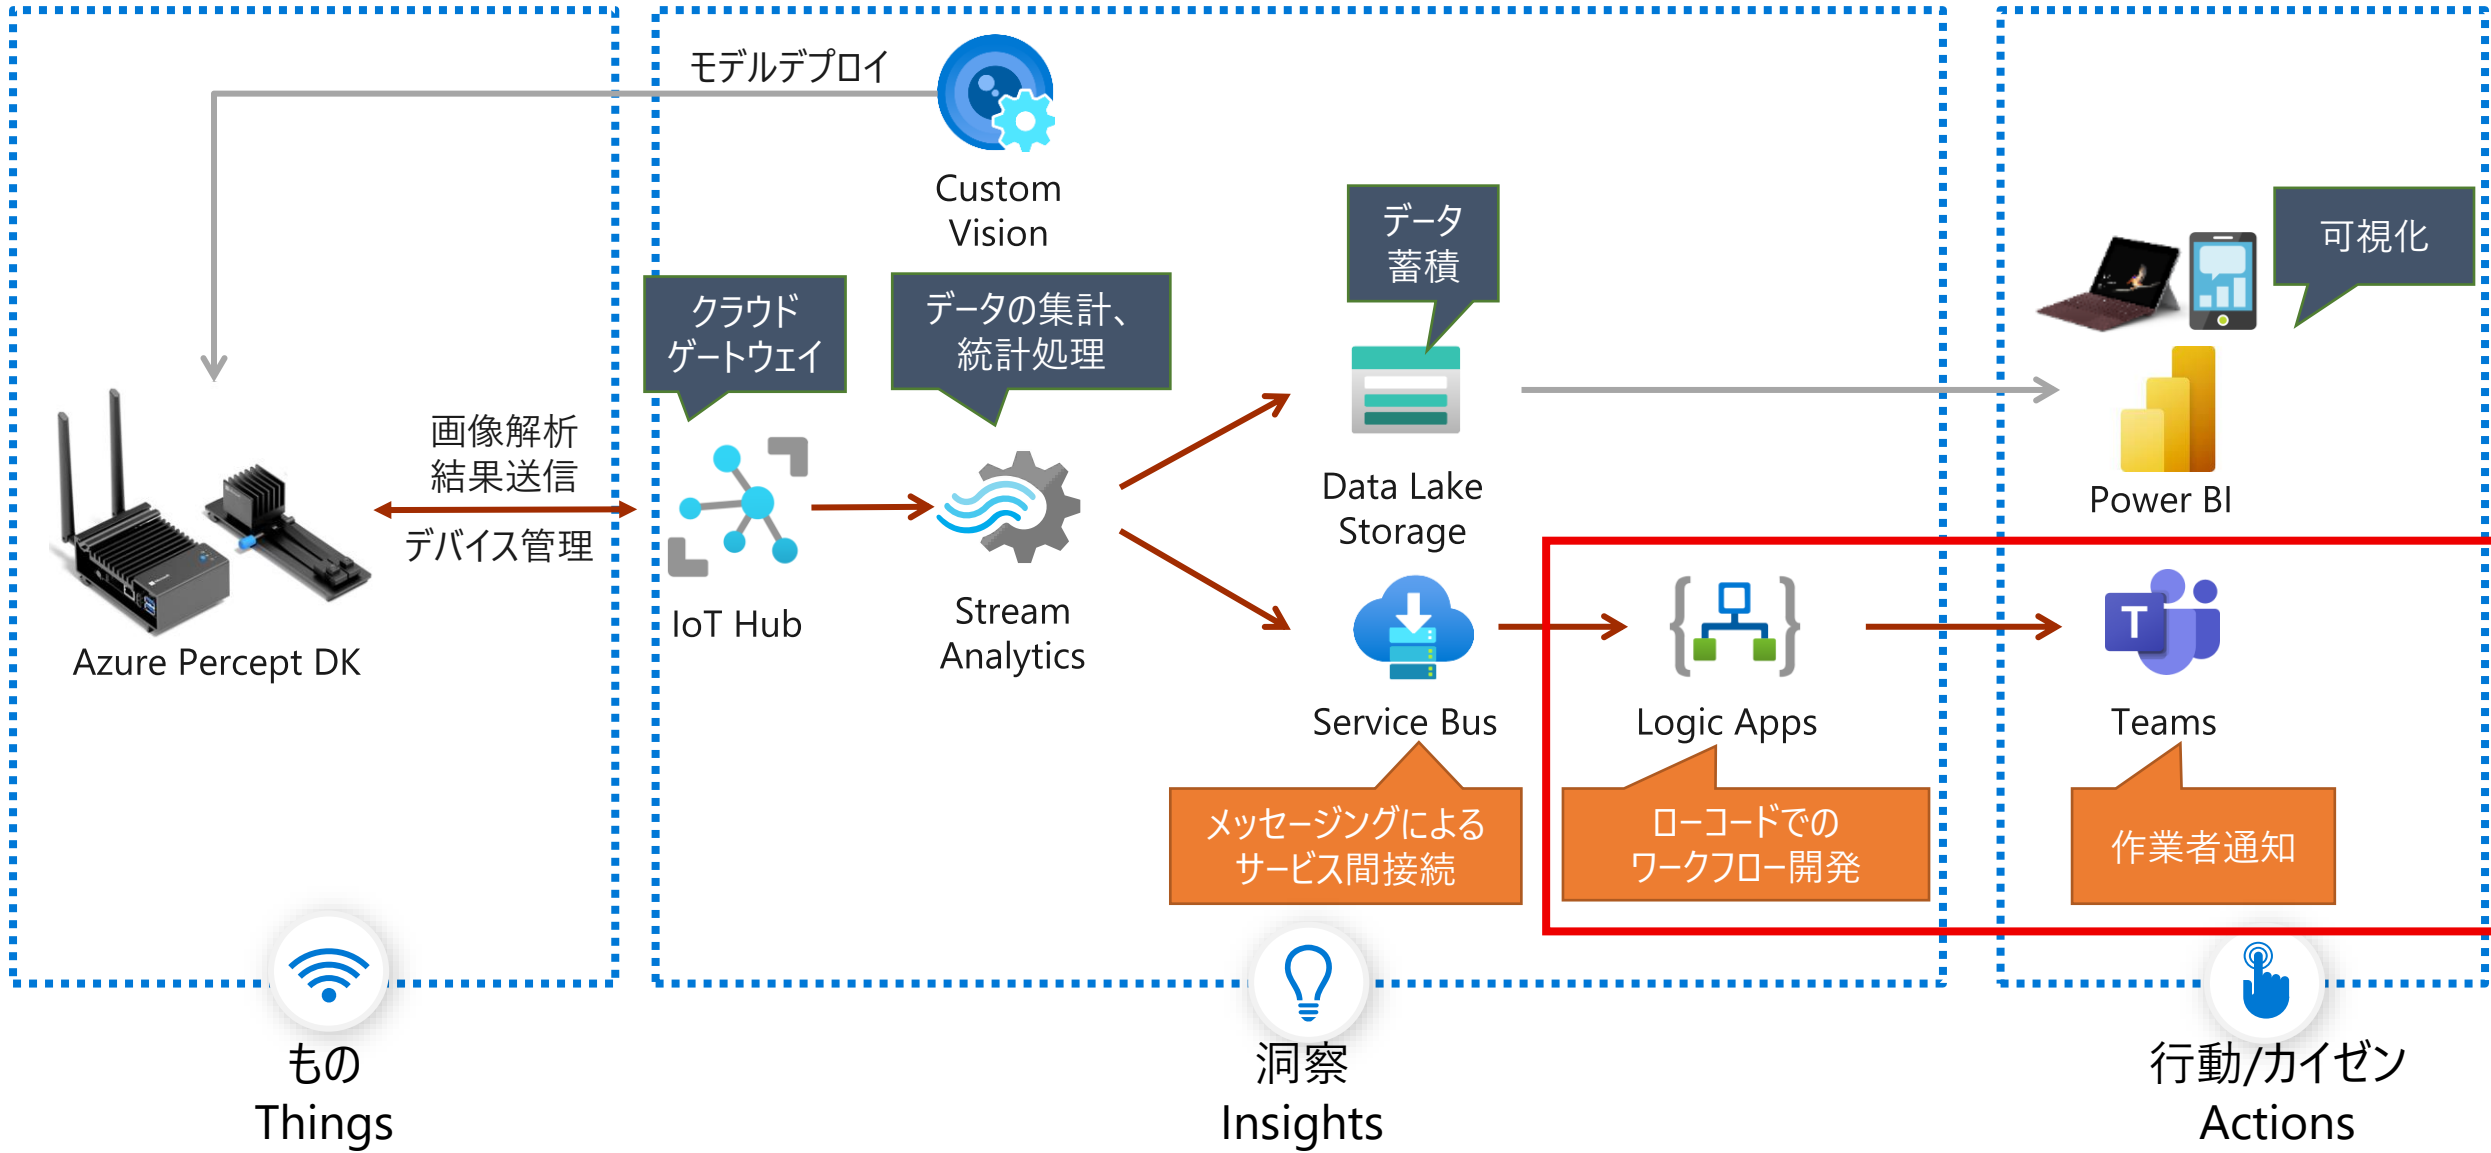 モデルデプロイ
Custom
Vision
クラウド
ゲートウェイ
データの集計、
統計処理
データ
蓄積
可視化
画像解析
結果送信
デバイス管理
Azure Percept DK
IoT Hub
Stream
Analytics
Data Lake
Storage
Power BI
Service Bus
Logic Apps
T
Teams
メッセージングによる
サービス間接続
ローコードでの
ワークフロー開発
作業者通知
もの
Things
洞察
Insights
行動/カイゼン
Actions